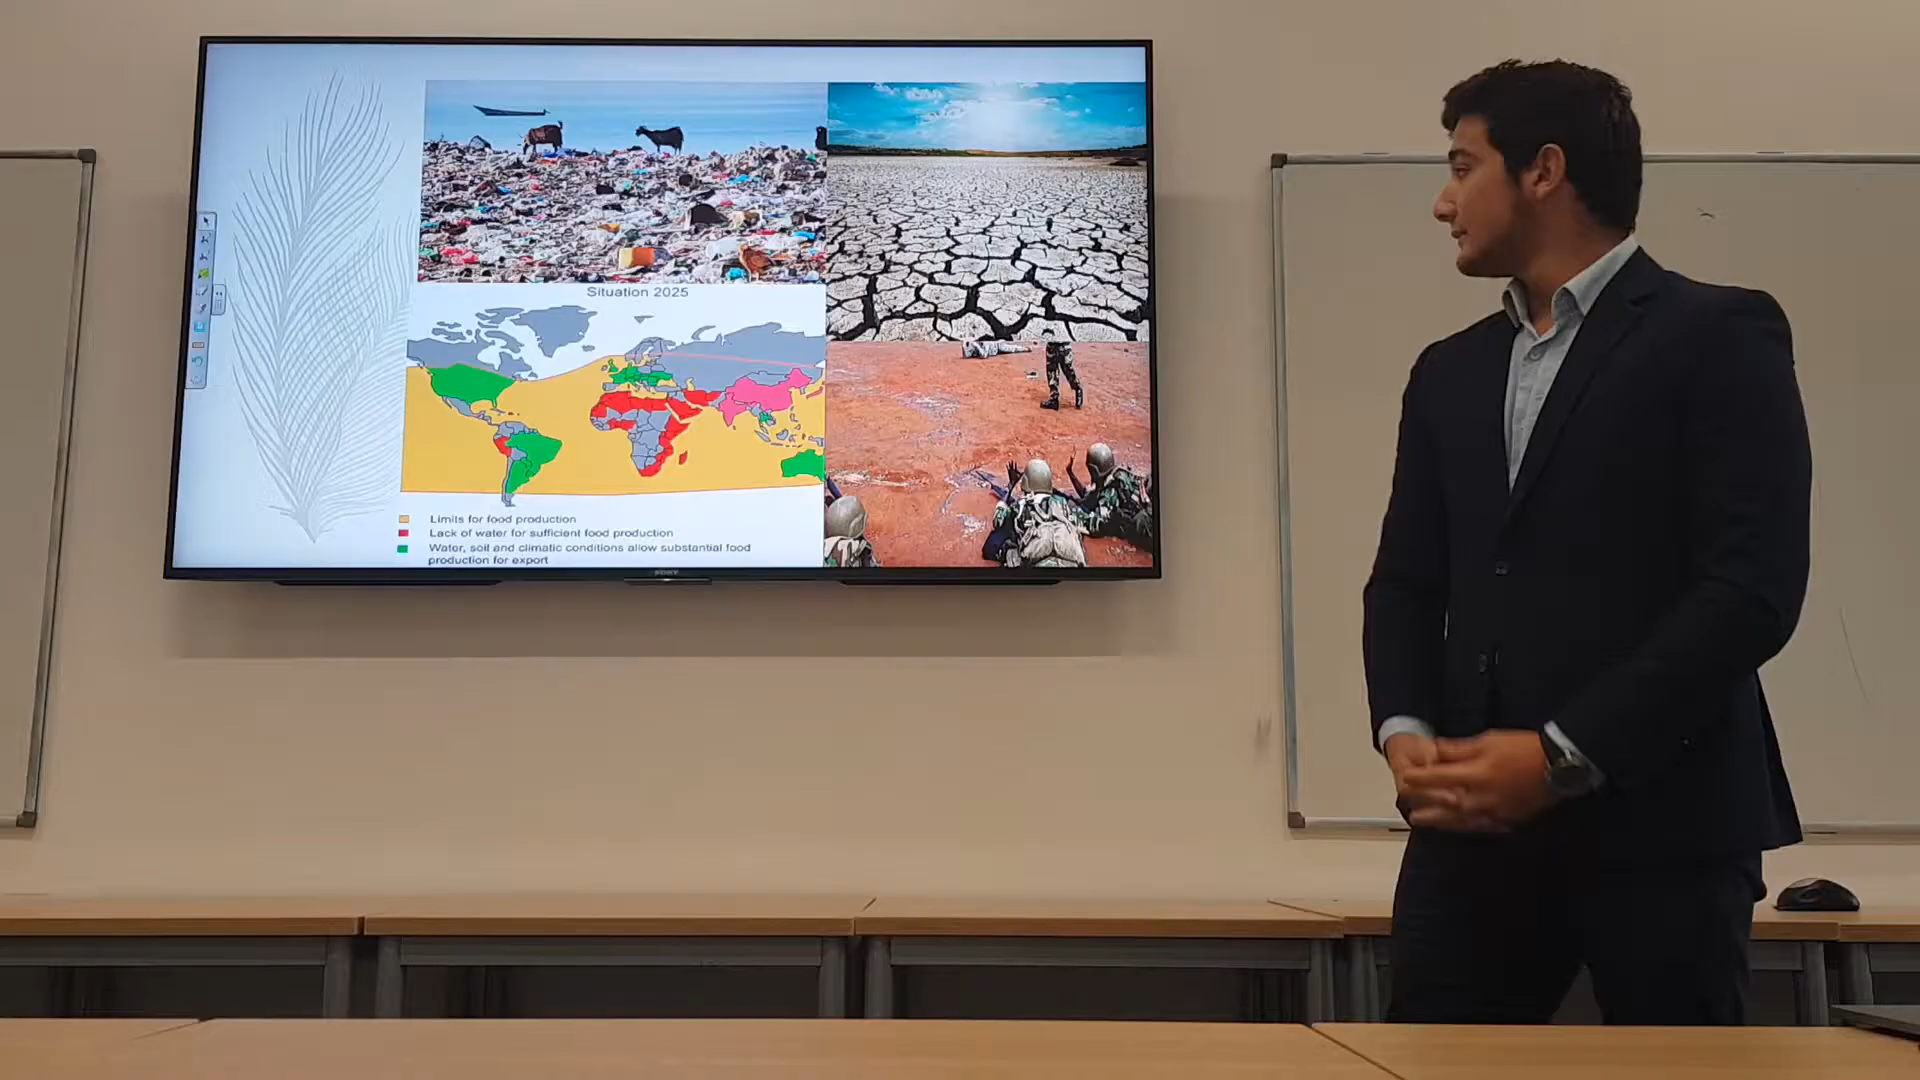 Situation 2025
Limits for food production
Lack of water for sufficient food production
Water, soil and climatic conditions allow substantial food
production for export
SONY